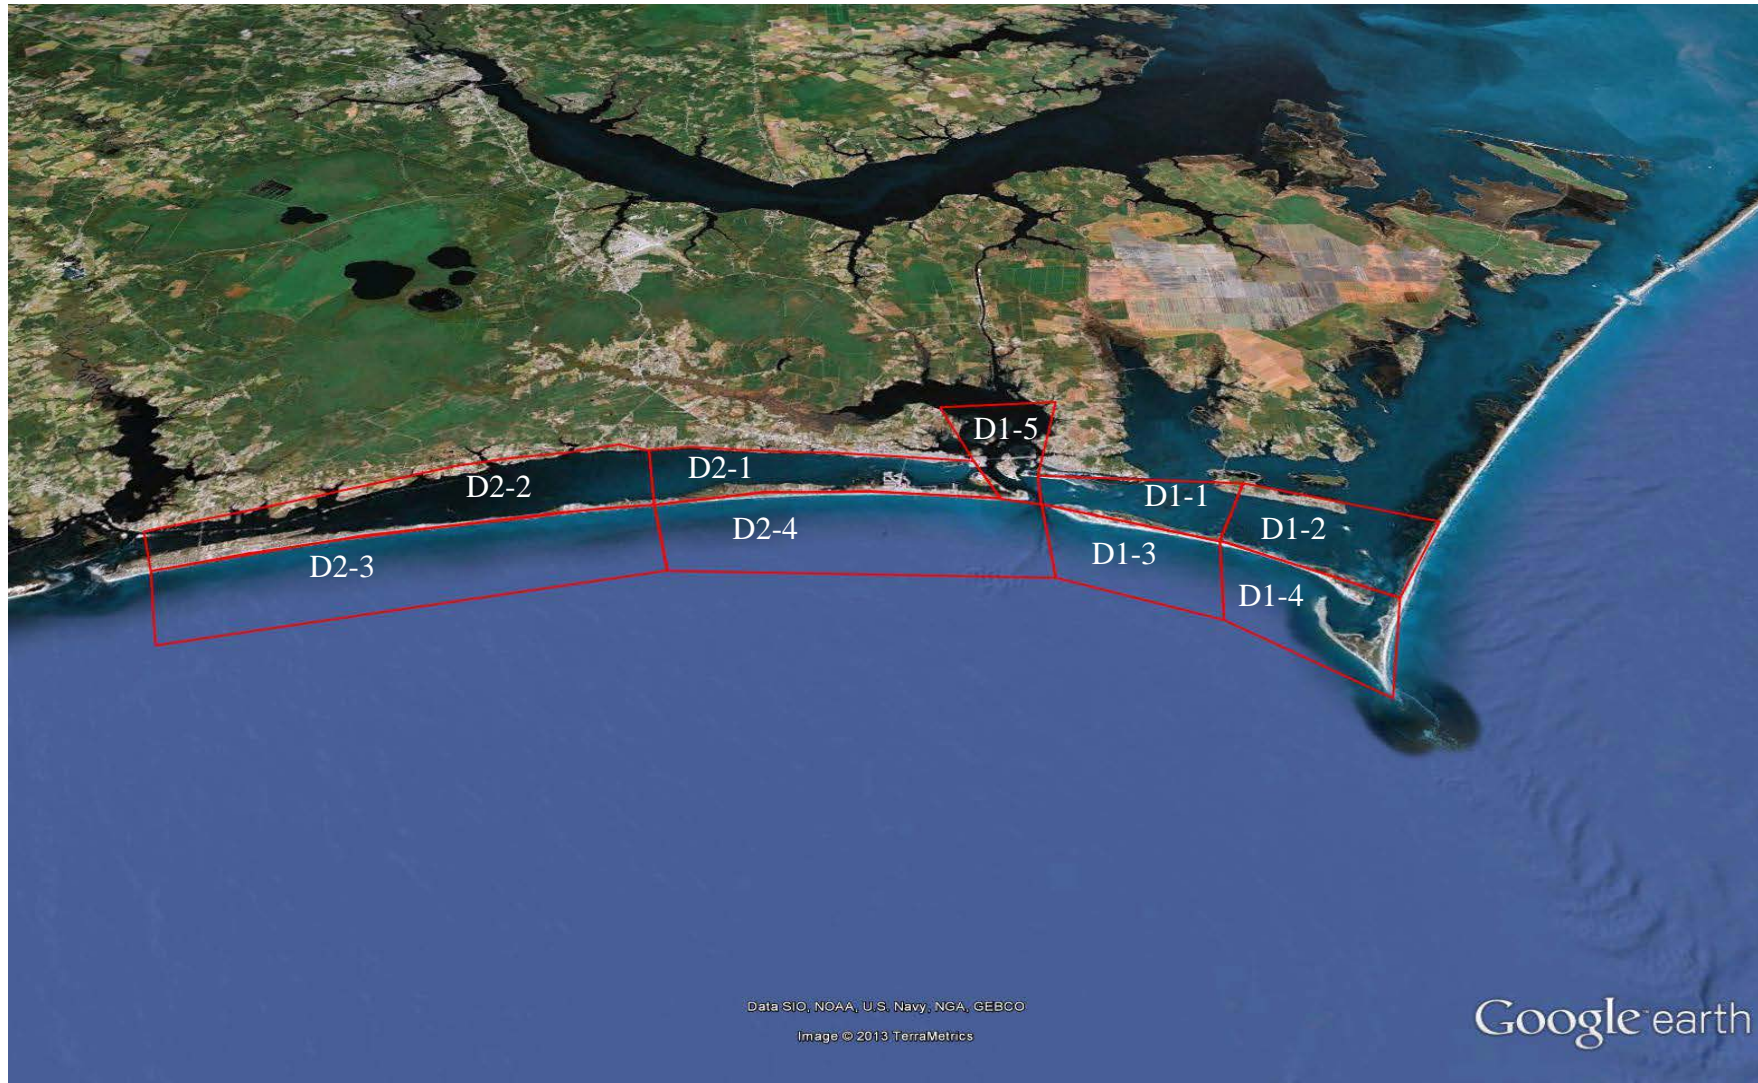 D1-5
D2-1
D2-2
D1-1
D1-2
D2-4
D1-3
D2-3
D1-4
Data SIO, NOAA, U.S. Navy, NGA, GEBCO
Image © 2013 TerraMetrics
Google earth